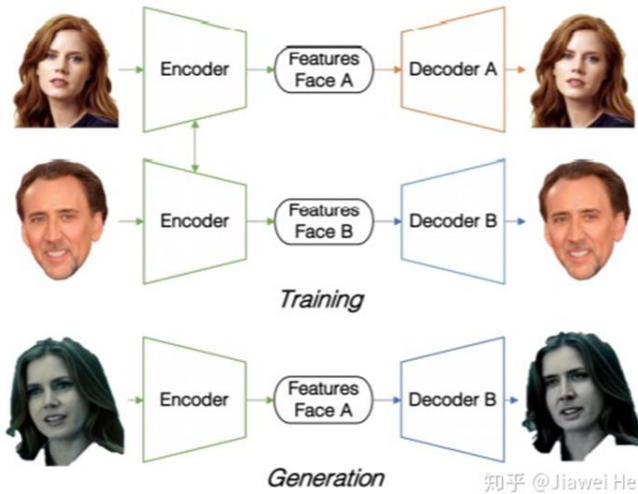 Encoder
Features
Face A
Decoder A
Encoder
Features
Face B
Decoder B
Training
Encoder
Features
Face A
Decoder B
Generation
知乎 @Jiawei He